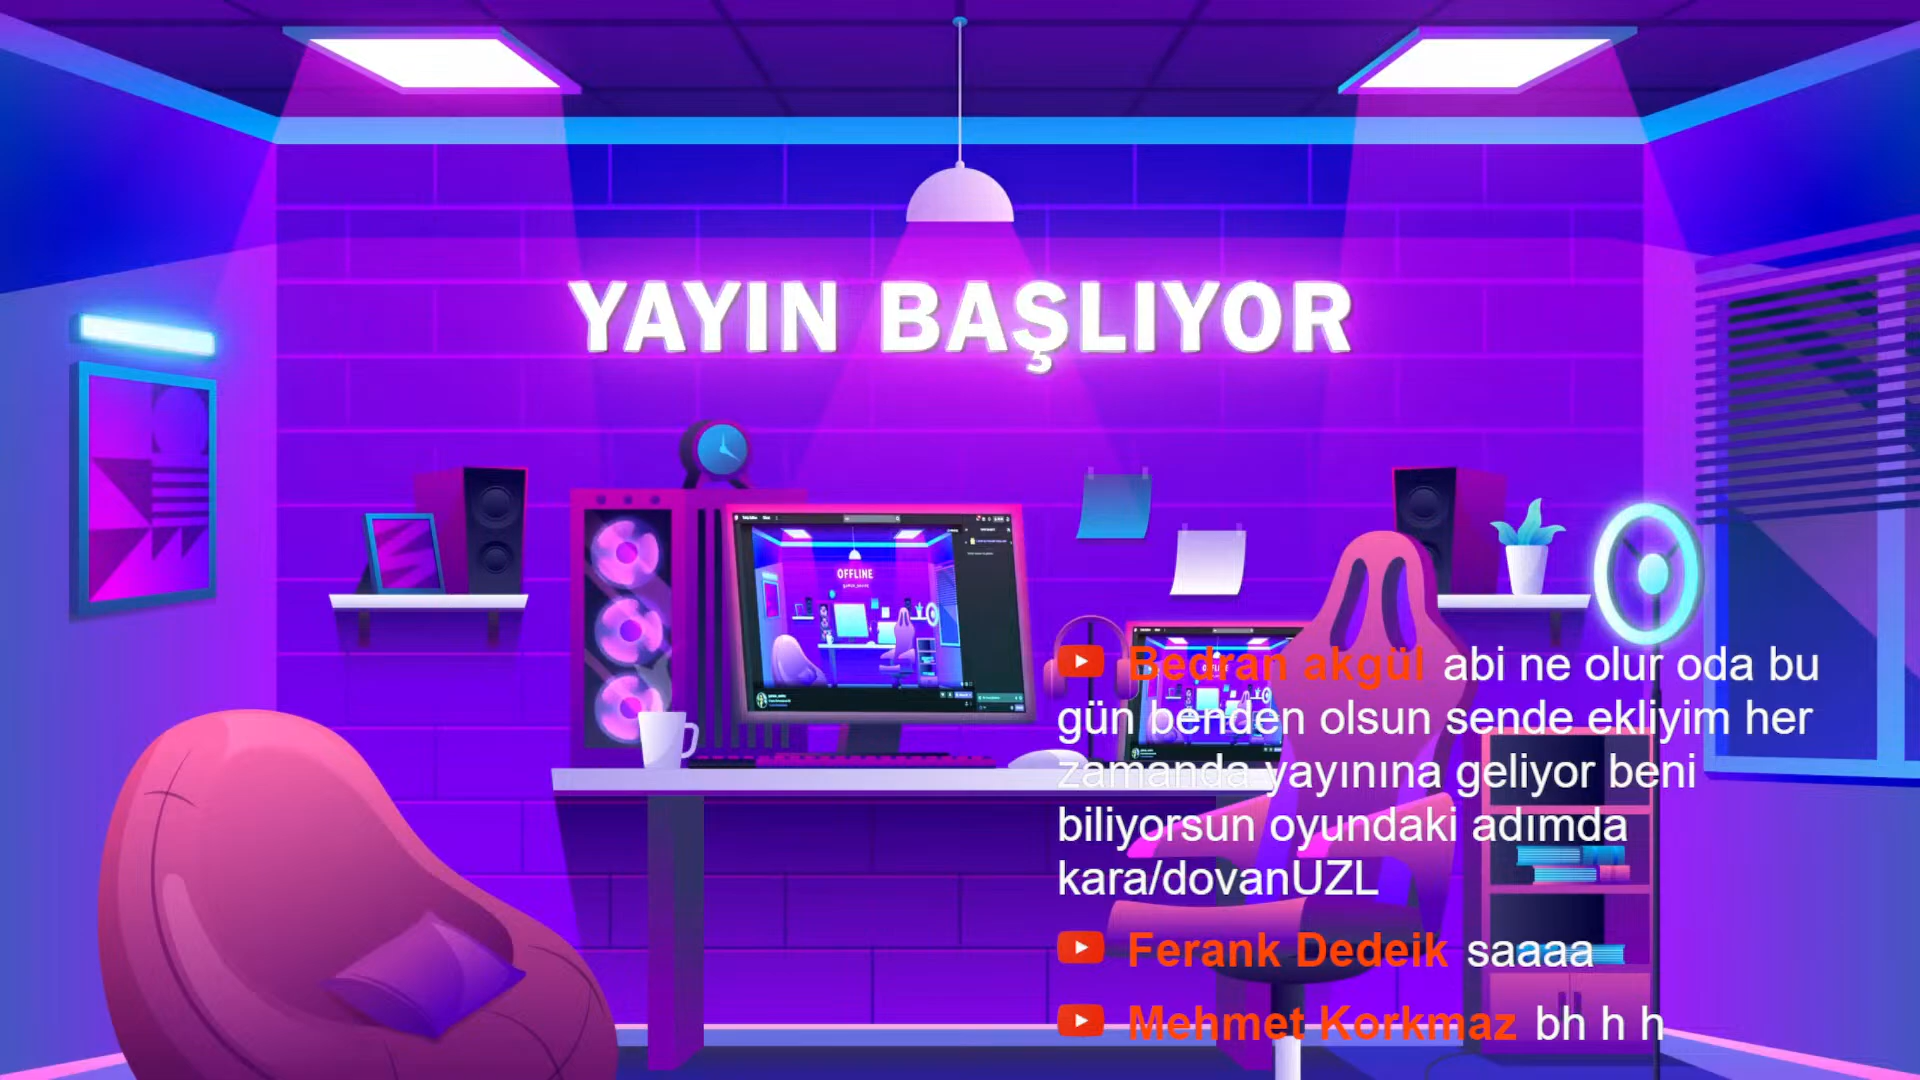 YAYIN BAŞLIYOR
OFFLINE
Bedran akgül abi ne olur oda bu
gün benden olsun sende ekliyim her
zamanda yayınına geliyor beni
biliyorsun oyundaki adımda
kara/dovanUZL
Ferank Dedeik saaaa
Mehmet Korkmaz bh h h